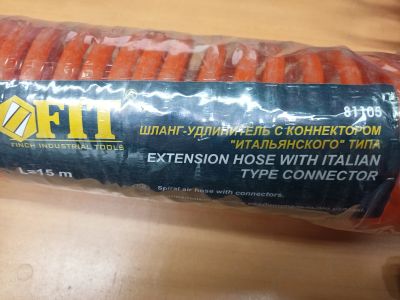 FIT
FINCH INDUSTRIAL TOOLS
L=15 m
81105
ШЛАНГ-УДЛИНИТЕЛЬ С КОННЕКТОРОМ
"ИТАЛЬЯНСКОГО" ТИПА
EXTENSION HOSE WITH ITALIAN
TYPE CONNECTOR
Spiral air hose with connectors.